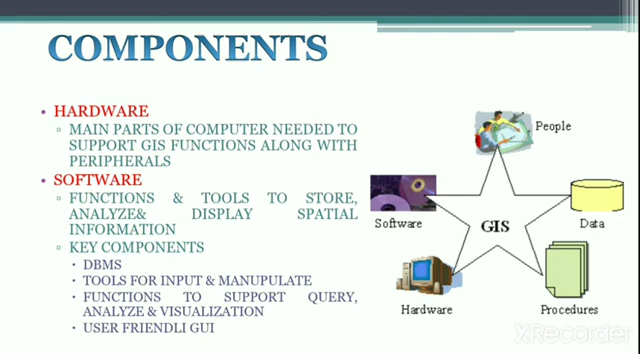 COMPONENTS
• HARDWARE
▫ MAIN PARTS OF COMPUTER NEEDED TO
SUPPORT GIS FUNCTIONS ALONG WITH
PERIPHERALS
• SOFTWARE
▫ FUNCTIONS & TOOLS TO STORE,
ANALYZE& DISPLAY SPATIAL
INFORMATION
▫ KEY COMPONENTS
▪ DBMS
▪ TOOLS FOR INPUT & MANUPULATE
▪ FUNCTIONS TO SUPPORT QUERY,
ANALYZE & VISUALIZATION
▪ USER FRIENDLI GUI
People
Software
GIS
Data
Hardware
Procedures
XRecorder